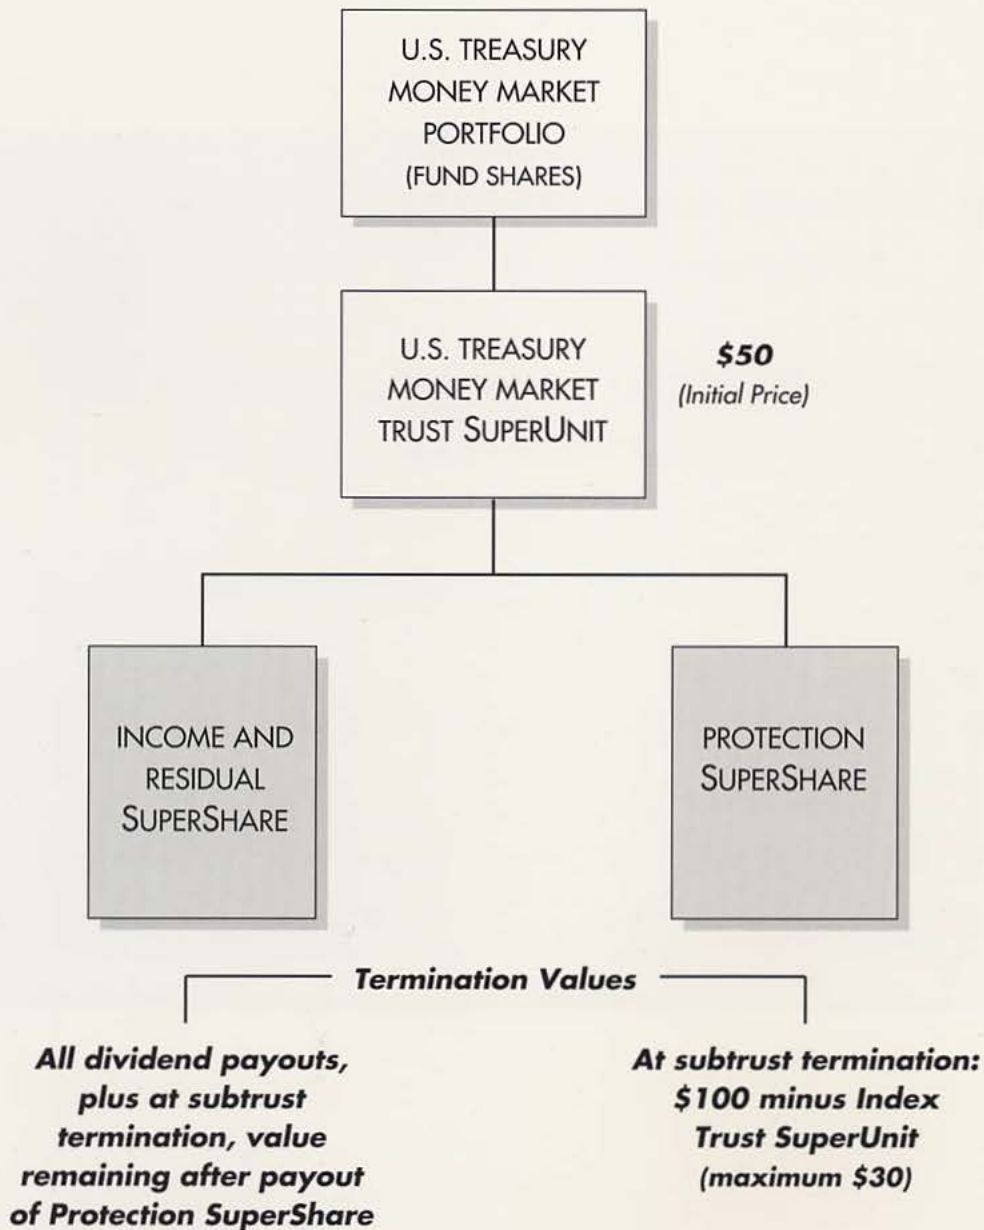 U.S. TREASURY
MONEY MARKET
PORTFOLIO
(FUND SHARES)
U.S. TREASURY
MONEY MARKET
TRUST SUPERUNIT
$50
(Initial Price)
INCOME AND
RESIDUAL
SUPERSHARE
PROTECTION
SUPERSHARE
Termination Values
All dividend payouts,
plus at subtrust
termination, value
remaining after payout
of Protection SuperShare
At subtrust termination:
$100 minus Index
Trust SuperUnit
(maximum $30)